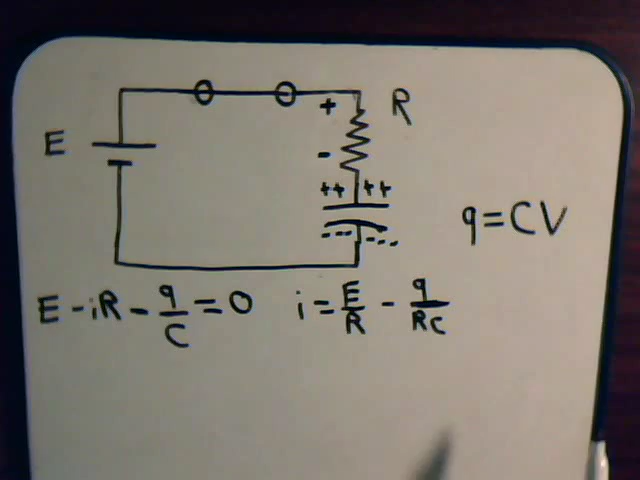 E
+ R
-
++ ++
--- ---
q=CV
E-iR-q/C=0 i=E/R-q/RC